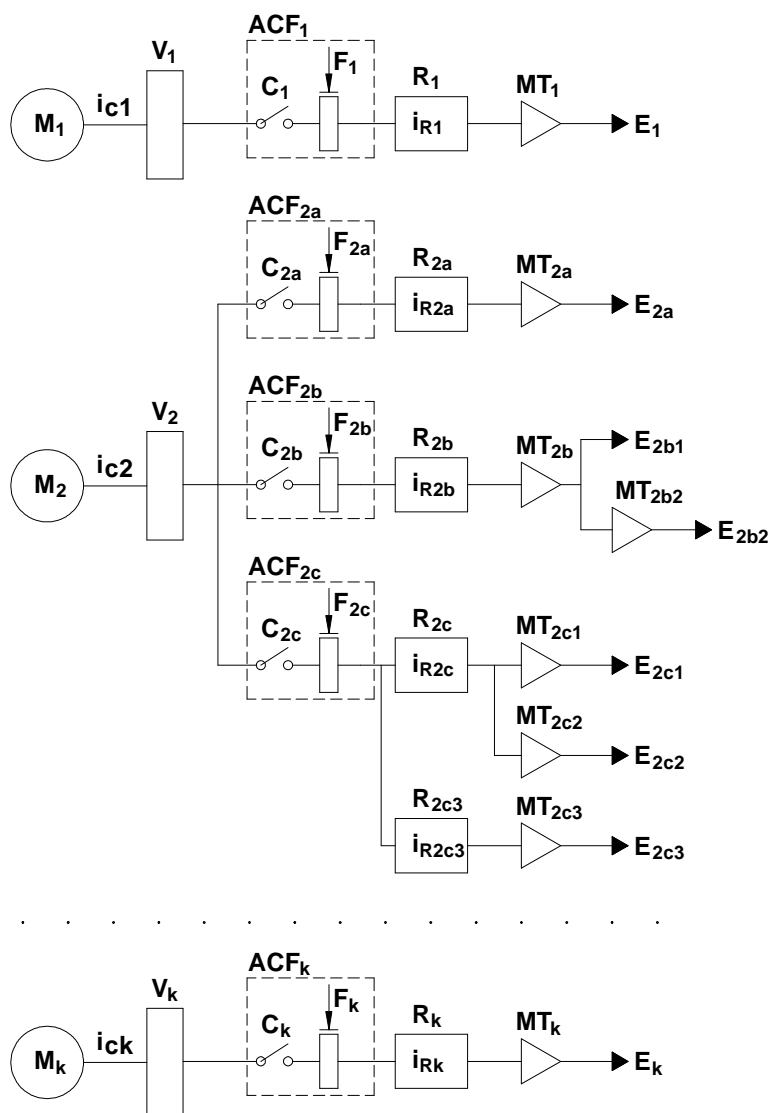 ACF₁
V₁ F₁
ic1 C₁ R₁ MT₁
M₁ iR1 E₁
ACF₂ₐ
F₂ₐ
C₂ₐ R₂ₐ MT₂ₐ
iR2a E₂ₐ
ACF2b
V₂ F2b
ic2 C2b R2b MT2b E2b1
M₂ iR2b MT2b2
E2b2
ACF2c
F2c
C2c R2c MT2c1
iR2c E2c1
MT2c2
E2c2
R2c3 MT2c3
iR2c3 E2c3
. . . . . . . . . . . . . . .
ACFₖ
Vₖ Fₖ
ick Cₖ Rₖ MTₖ
Mₖ iRk Eₖ